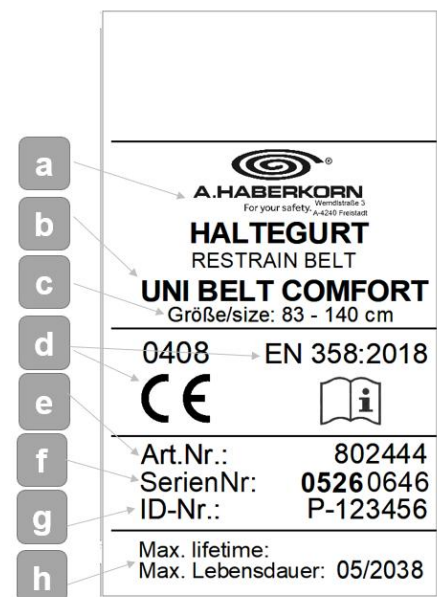 a
A.HABERKORN®
For your safety. Werndlstraße 3
A-4240 Freistadt
b
HALTEGURT
RESTRAIN BELT
c
UNI BELT COMFORT
Größe/size: 83 - 140 cm
d
0408 EN 358:2018
CE i
e
Art.Nr.: 802444
f
SerienNr: 05260646
g
ID-Nr.: P-123456
h
Max. lifetime:
Max. Lebensdauer: 05/2038